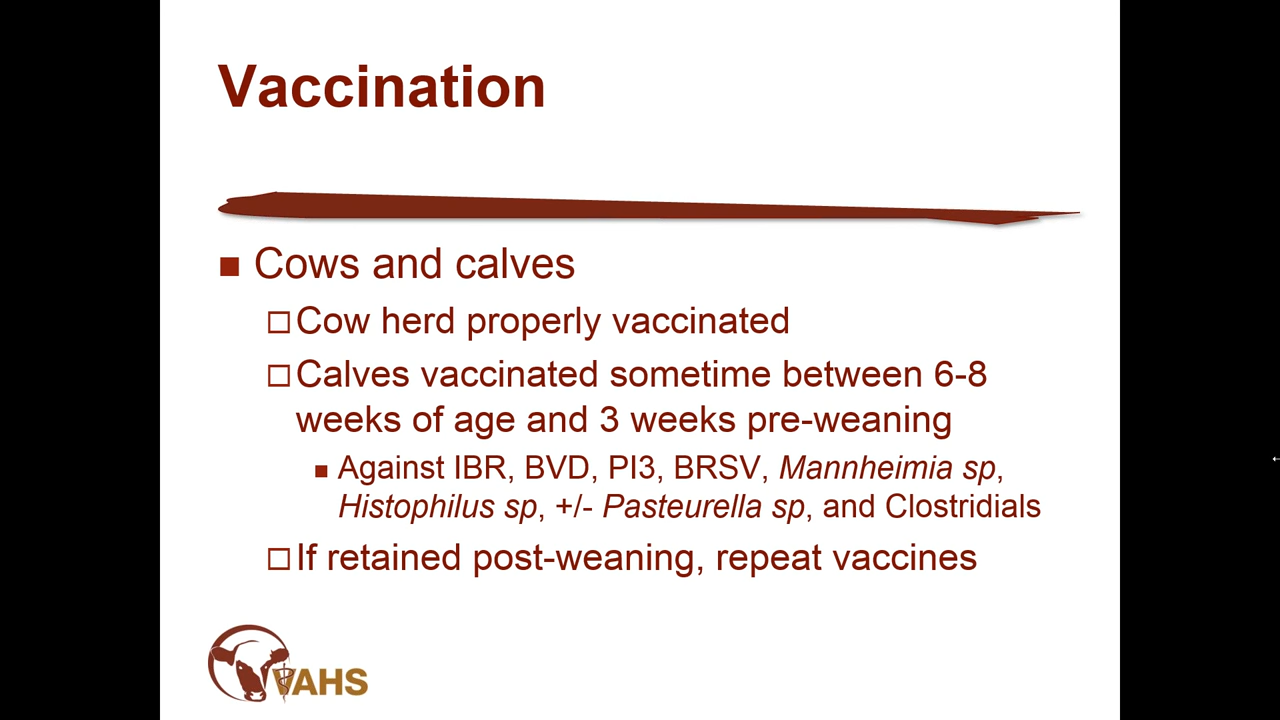 Vaccination
Cows and calves
Cow herd properly vaccinated
Calves vaccinated sometime between 6-8
weeks of age and 3 weeks pre-weaning
Against IBR, BVD, PI3, BRSV, Mannheimia sp,
Histophilus sp, +/- Pasteurella sp, and Clostridials
If retained post-weaning, repeat vaccines
VAHS